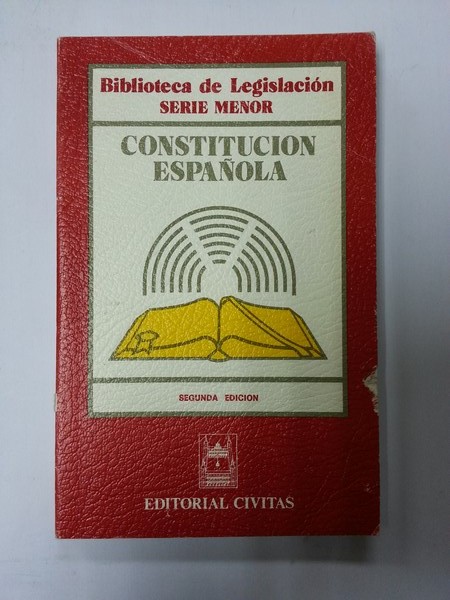 Biblioteca de Legislación
SERIE MENOR
CONSTITUCION
ESPAÑOLA
SEGUNDA EDICION
EDITORIAL CIVITAS